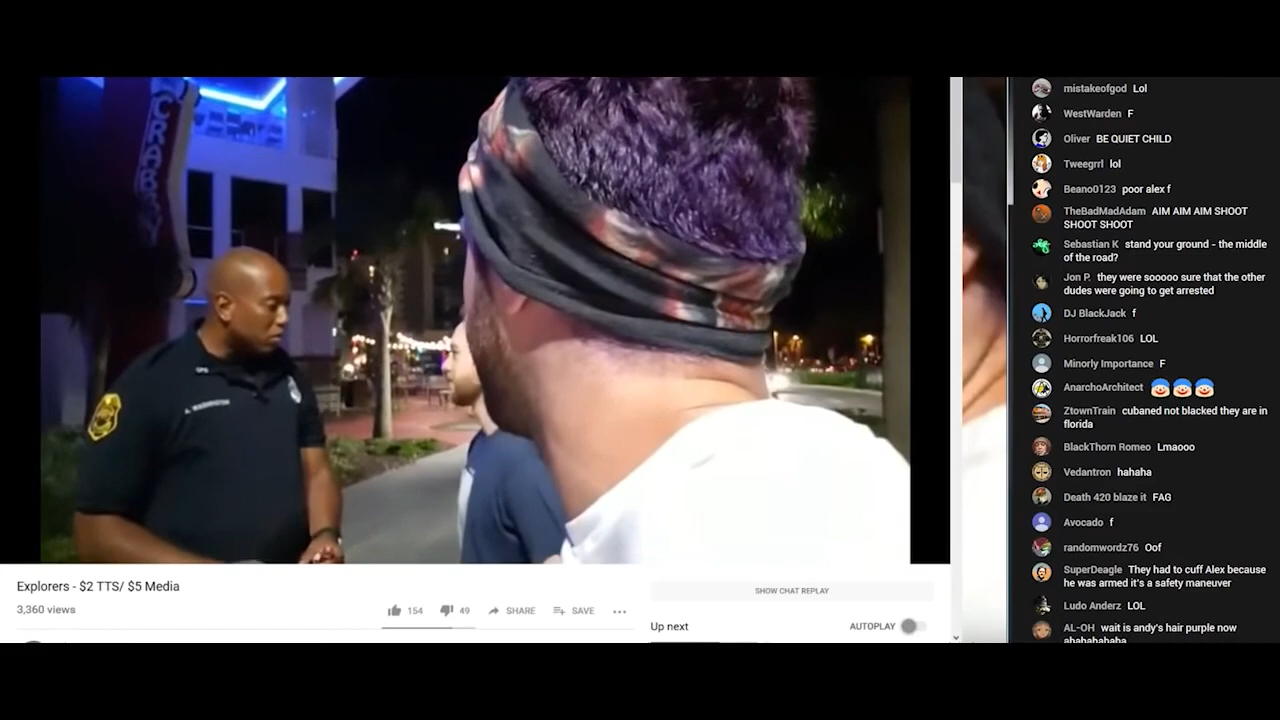 CRABBY
A. WASHINGTON
Explorers - $2 TTS/ $5 Media
3,360 views
154
49
SHARE
SAVE
SHOW CHAT REPLAY
Up next
AUTOPLAY
mistakeofgod Lol
WestWarden F
Oliver BE QUIET CHILD
Tweegrrl lol
Beano0123 poor alex f
TheBadMadAdam AIM AIM AIM SHOOT
SHOOT SHOOT
Sebastian K stand your ground - the middle
of the road?
Jon P. they were sooooo sure that the other
dudes were going to get arrested
DJ BlackJack f
Horrorfreak106 LOL
Minorly Importance F
AnarchoArchitect
ZtownTrain cubaned not blacked they are in
florida
BlackThorn Romeo Lmaooo
Vedantron hahaha
Death 420 blaze it FAG
Avocado f
randomwordz76 Oof
SuperDeagle They had to cuff Alex because
he was armed it's a safety maneuver
Ludo Anderz LOL
AL-OH wait is andy's hair purple now
ahahahahaha